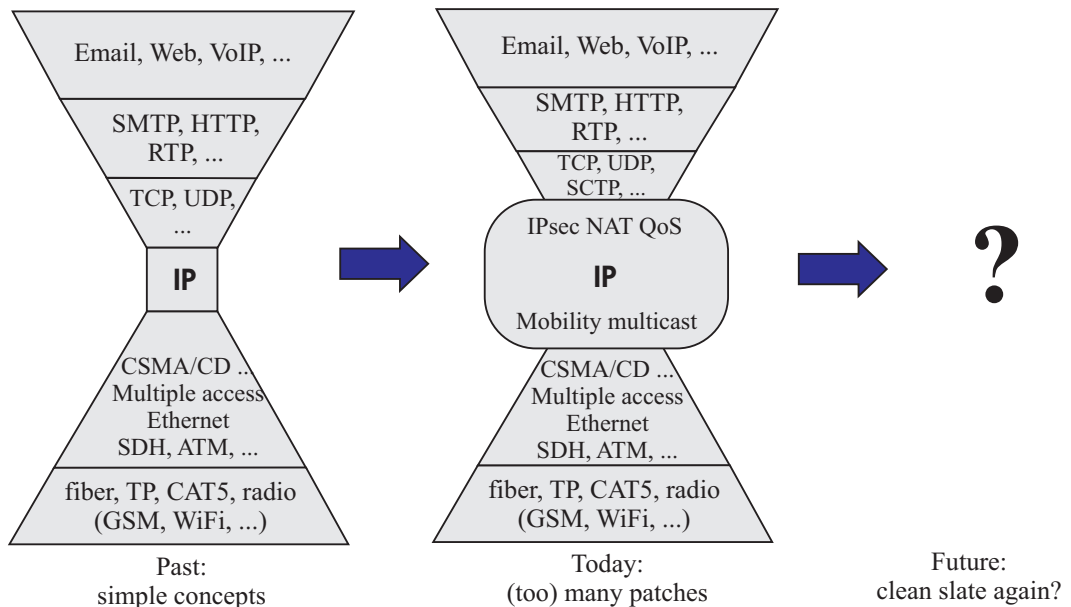 Email, Web, VoIP, ...
SMTP, HTTP,
RTP, ...
TCP, UDP,
...
IP
CSMA/CD ...
Multiple access
Ethernet
SDH, ATM, ...
fiber, TP, CAT5, radio
(GSM, WiFi, ...)
Past:
simple concepts
Email, Web, VoIP, ...
SMTP, HTTP,
RTP, ...
TCP, UDP,
SCTP, ...
IPsec NAT QoS
IP
Mobility multicast
CSMA/CD ...
Multiple access
Ethernet
SDH, ATM, ...
fiber, TP, CAT5, radio
(GSM, WiFi, ...)
Today:
(too) many patches
?
Future:
clean slate again?